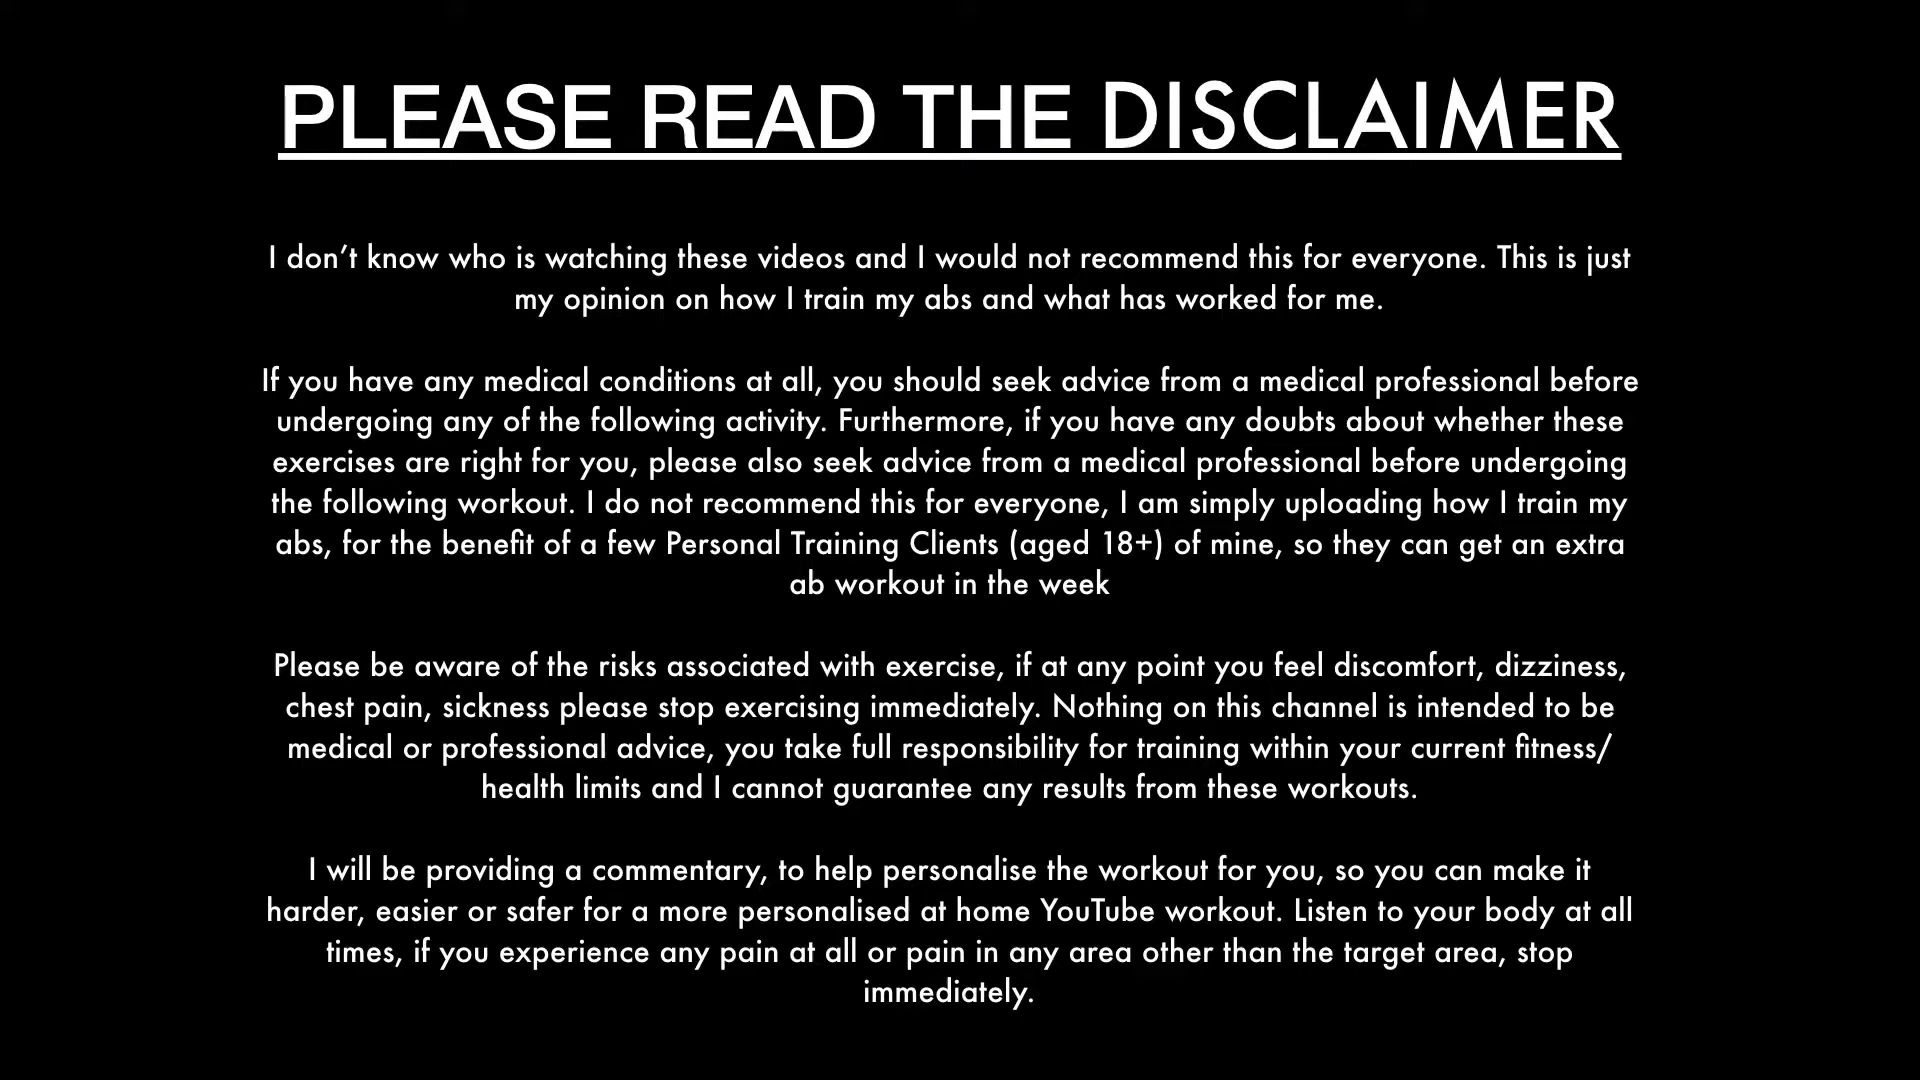 PLEASE READ THE DISCLAIMER
I don’t know who is watching these videos and I would not recommend this for everyone. This is just
my opinion on how I train my abs and what has worked for me.
If you have any medical conditions at all, you should seek advice from a medical professional before
undergoing any of the following activity. Furthermore, if you have any doubts about whether these
exercises are right for you, please also seek advice from a medical professional before undergoing
the following workout. I do not recommend this for everyone, I am simply uploading how I train my
abs, for the benefit of a few Personal Training Clients (aged 18+) of mine, so they can get an extra
ab workout in the week
Please be aware of the risks associated with exercise, if at any point you feel discomfort, dizziness,
chest pain, sickness please stop exercising immediately. Nothing on this channel is intended to be
medical or professional advice, you take full responsibility for training within your current fitness/
health limits and I cannot guarantee any results from these workouts.
I will be providing a commentary, to help personalise the workout for you, so you can make it
harder, easier or safer for a more personalised at home YouTube workout. Listen to your body at all
times, if you experience any pain at all or pain in any area other than the target area, stop
immediately.